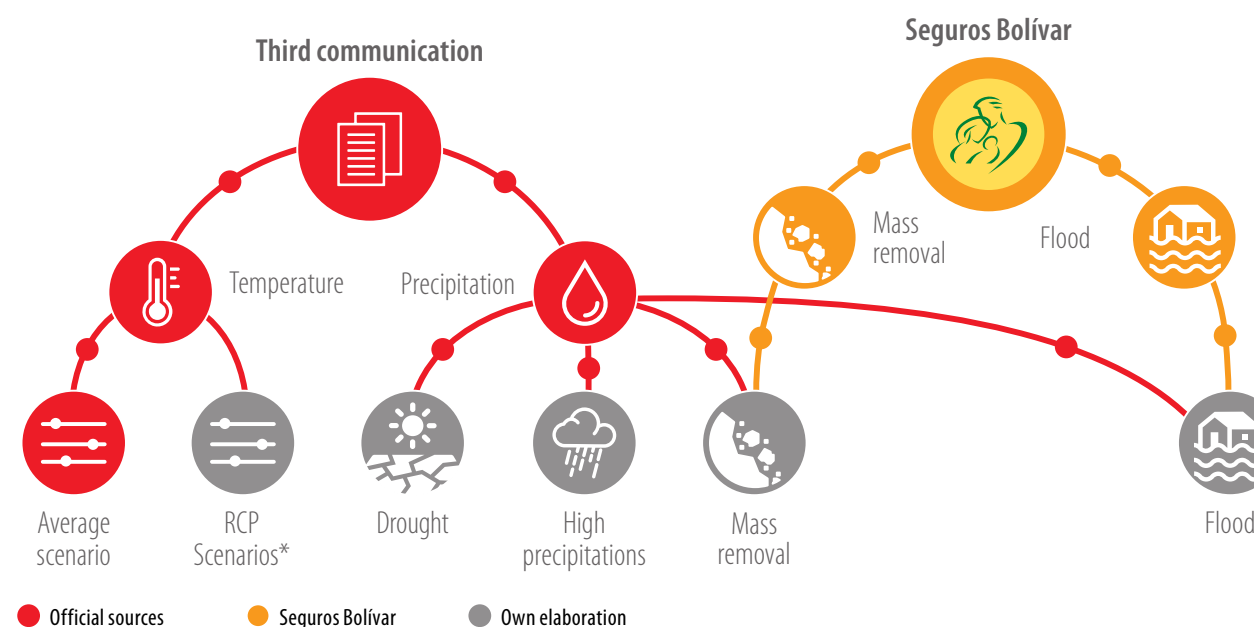 Third communication
Seguros Bolívar
Temperature
Precipitation
Mass
removal
Flood
Average
scenario
RCP
Scenarios*
Drought
High
precipitations
Mass
removal
Flood
Official sources
Seguros Bolívar
Own elaboration